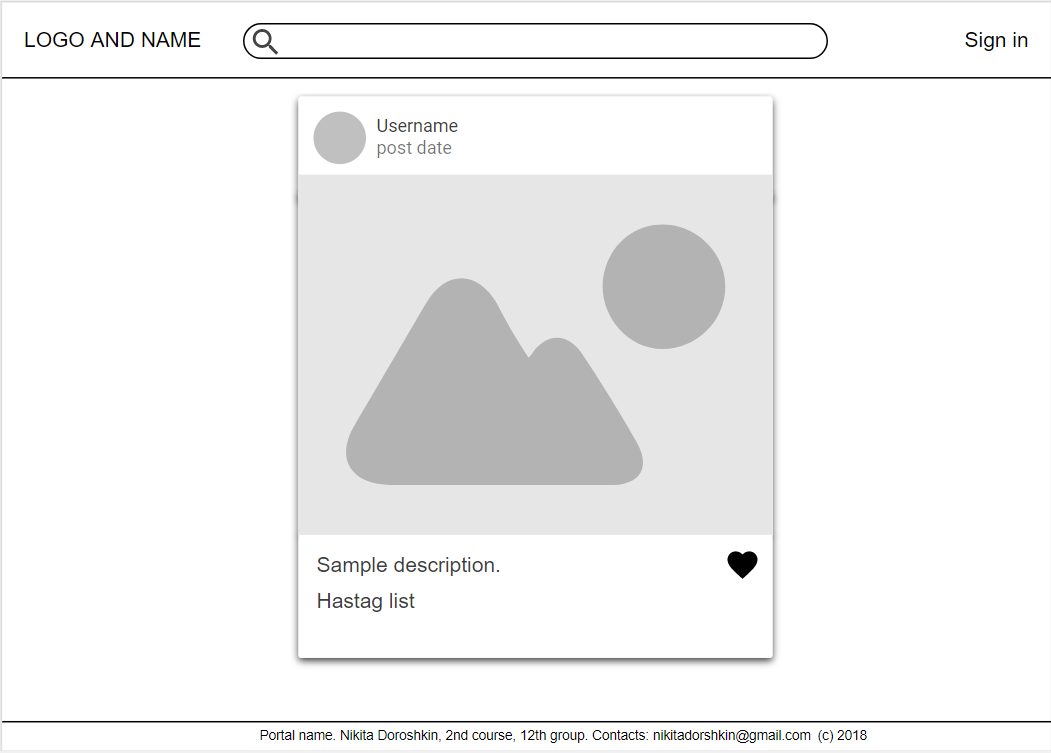 LOGO AND NAME
Sign in
Username
post date
Sample description.
Hastag list
Portal name. Nikita Doroshkin, 2nd course, 12th group. Contacts: nikitadorshkin@gmail.com (c) 2018